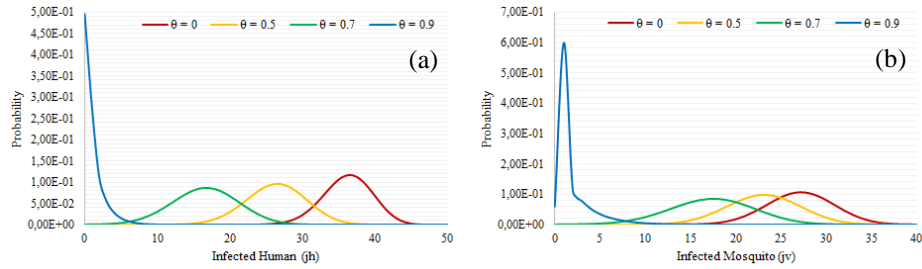 θ = 0 θ = 0.5 θ = 0.7 θ = 0.9
(a)
Probability
5,00E-01
4,50E-01
4,00E-01
3,50E-01
3,00E-01
2,50E-01
2,00E-01
1,50E-01
1,00E-01
5,00E-02
0,00E+00
0 10 20 30 40 50
Infected Human (jh)
θ = 0 θ = 0.5 θ = 0.7 θ = 0.9
(b)
Probability
7,00E-01
6,00E-01
5,00E-01
4,00E-01
3,00E-01
2,00E-01
1,00E-01
0,00E+00
0 5 10 15 20 25 30 35 40
Infected Mosquito (jv)